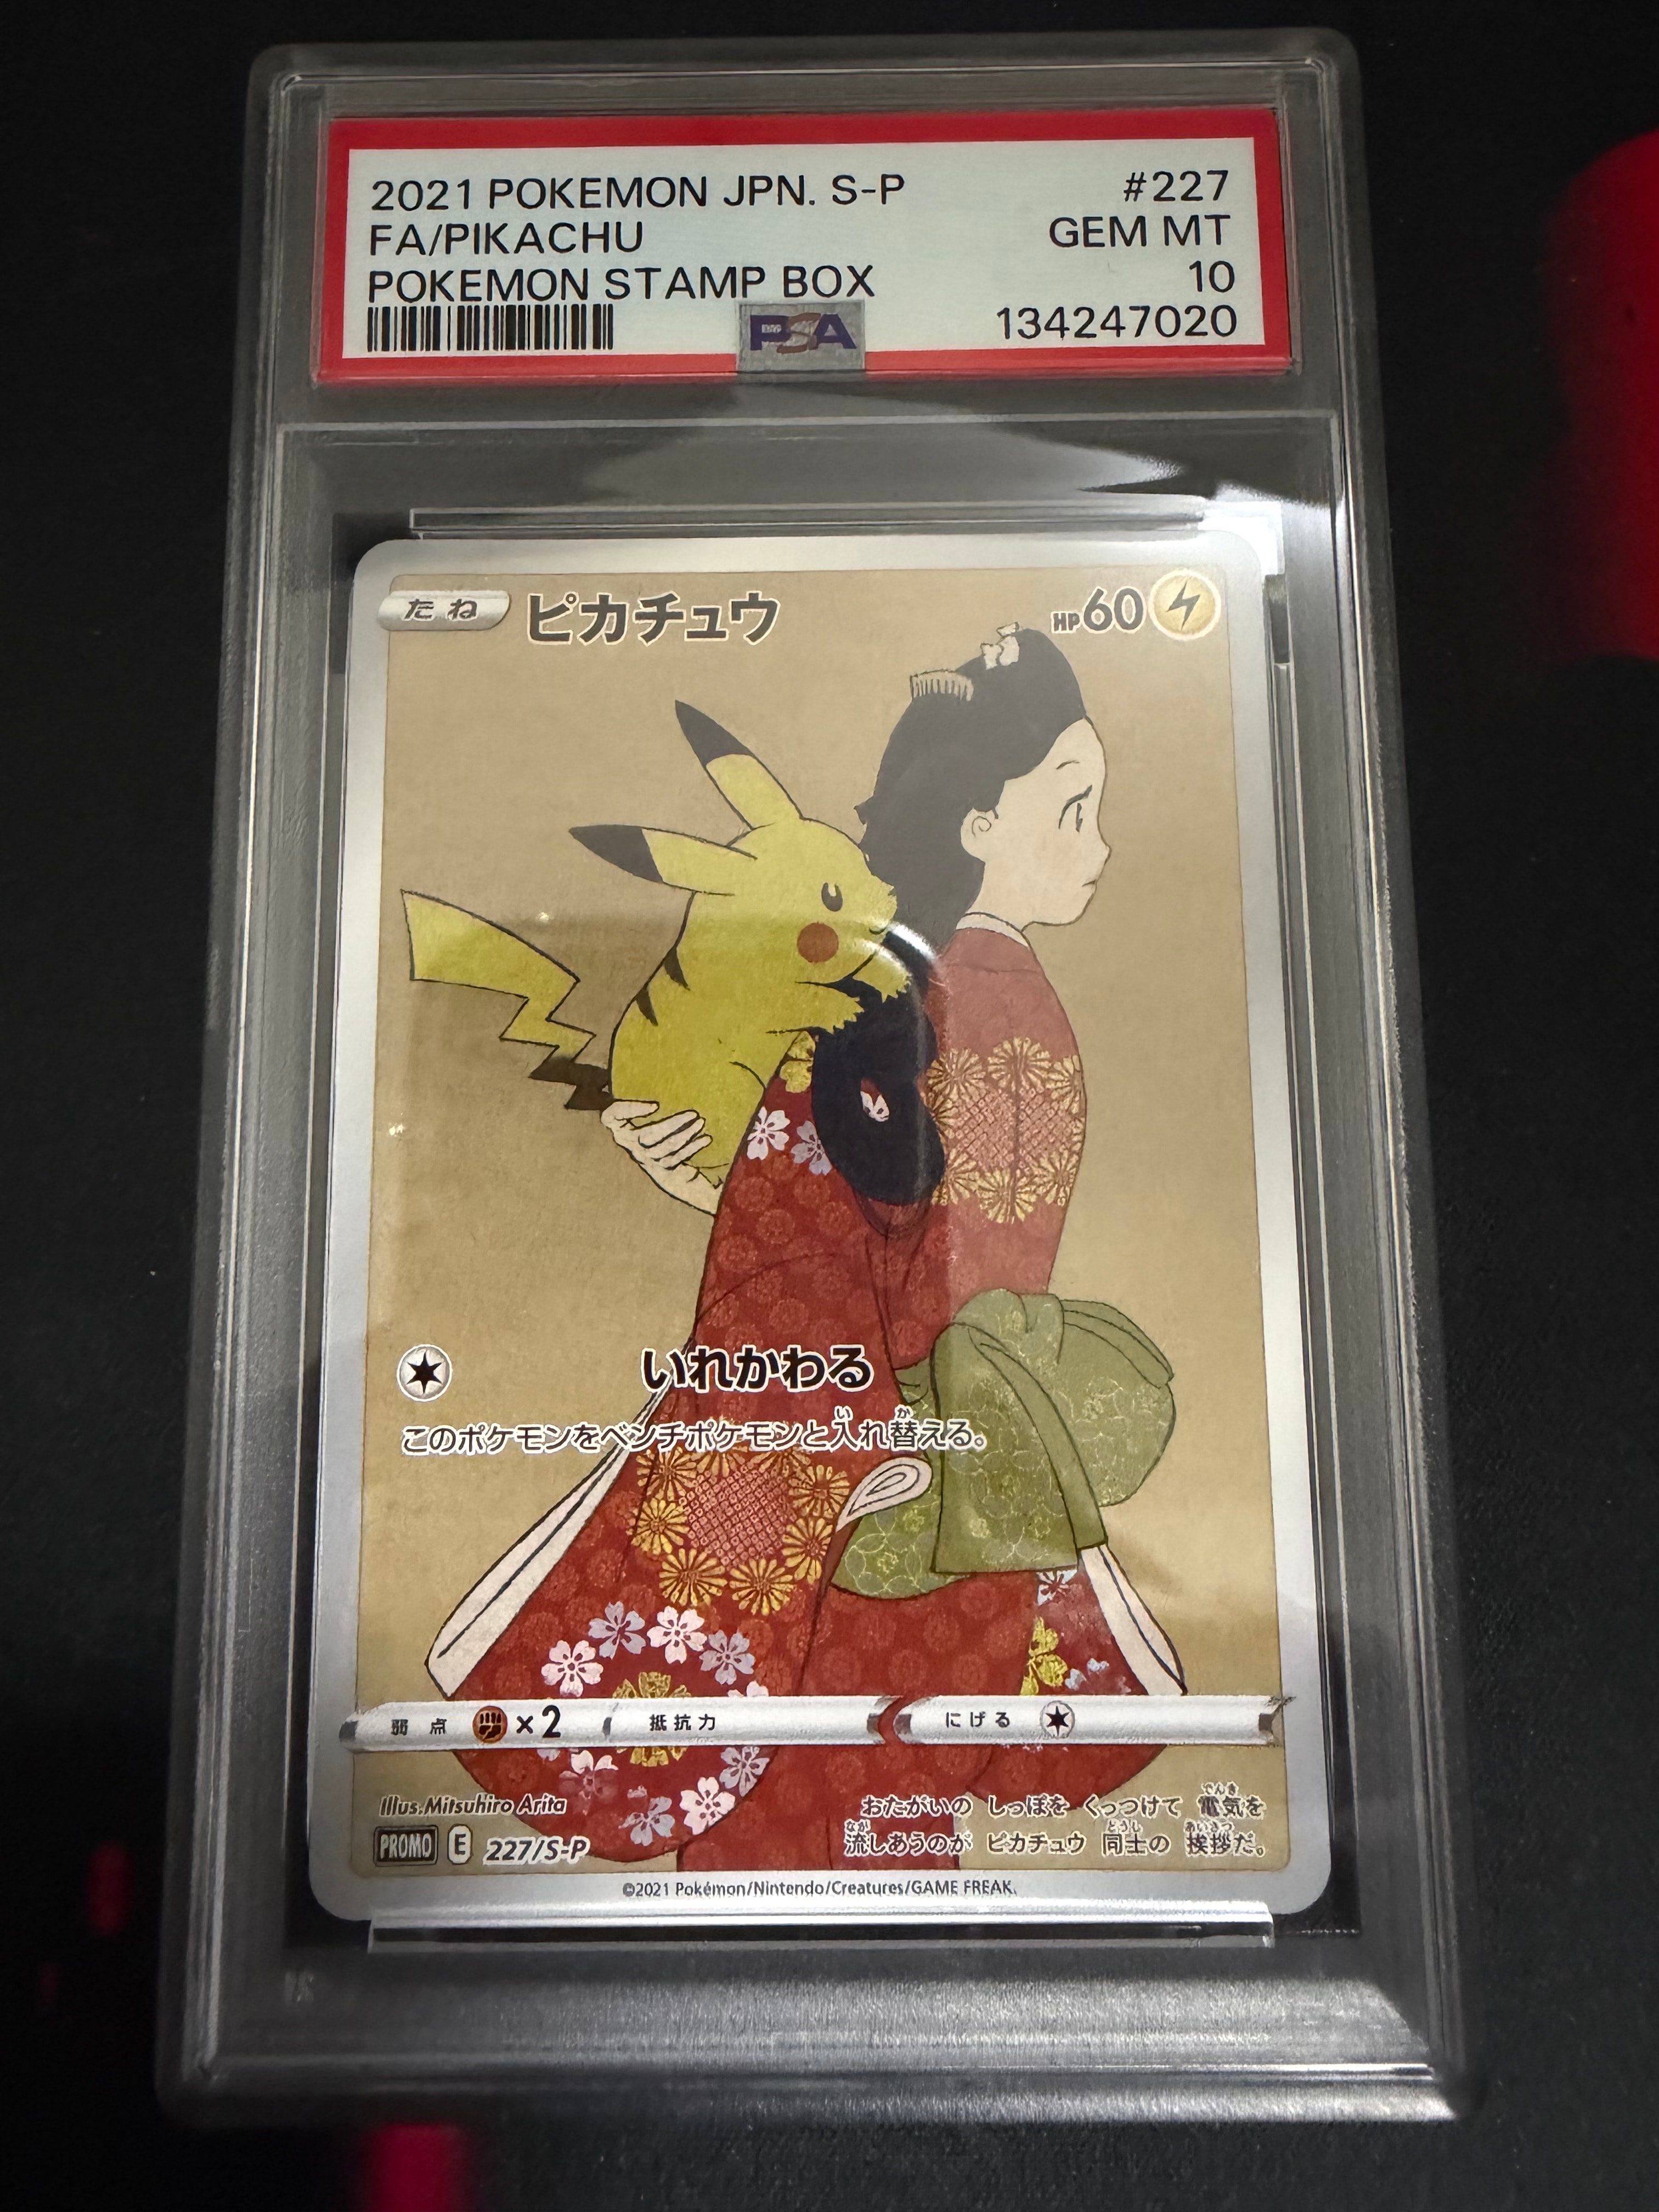 2021 POKEMON JPN. S-P #227
FA/PIKACHU GEM MT
POKEMON STAMP BOX 10
PSA 134247020
たね ピカチュウ HP60
いれかわる
このポケモンをベンチポケモンと入れ替える。
弱点 ×2 抵抗力 にげる
Illus.Mitsuhiro Arita
おたがいの しっぽを くっつけて 電気を
流しあうのが ピカチュウ 同士の 挨拶だ。
PROMO E 227/S-P
©2021 Pokémon/Nintendo/Creatures/GAME FREAK.